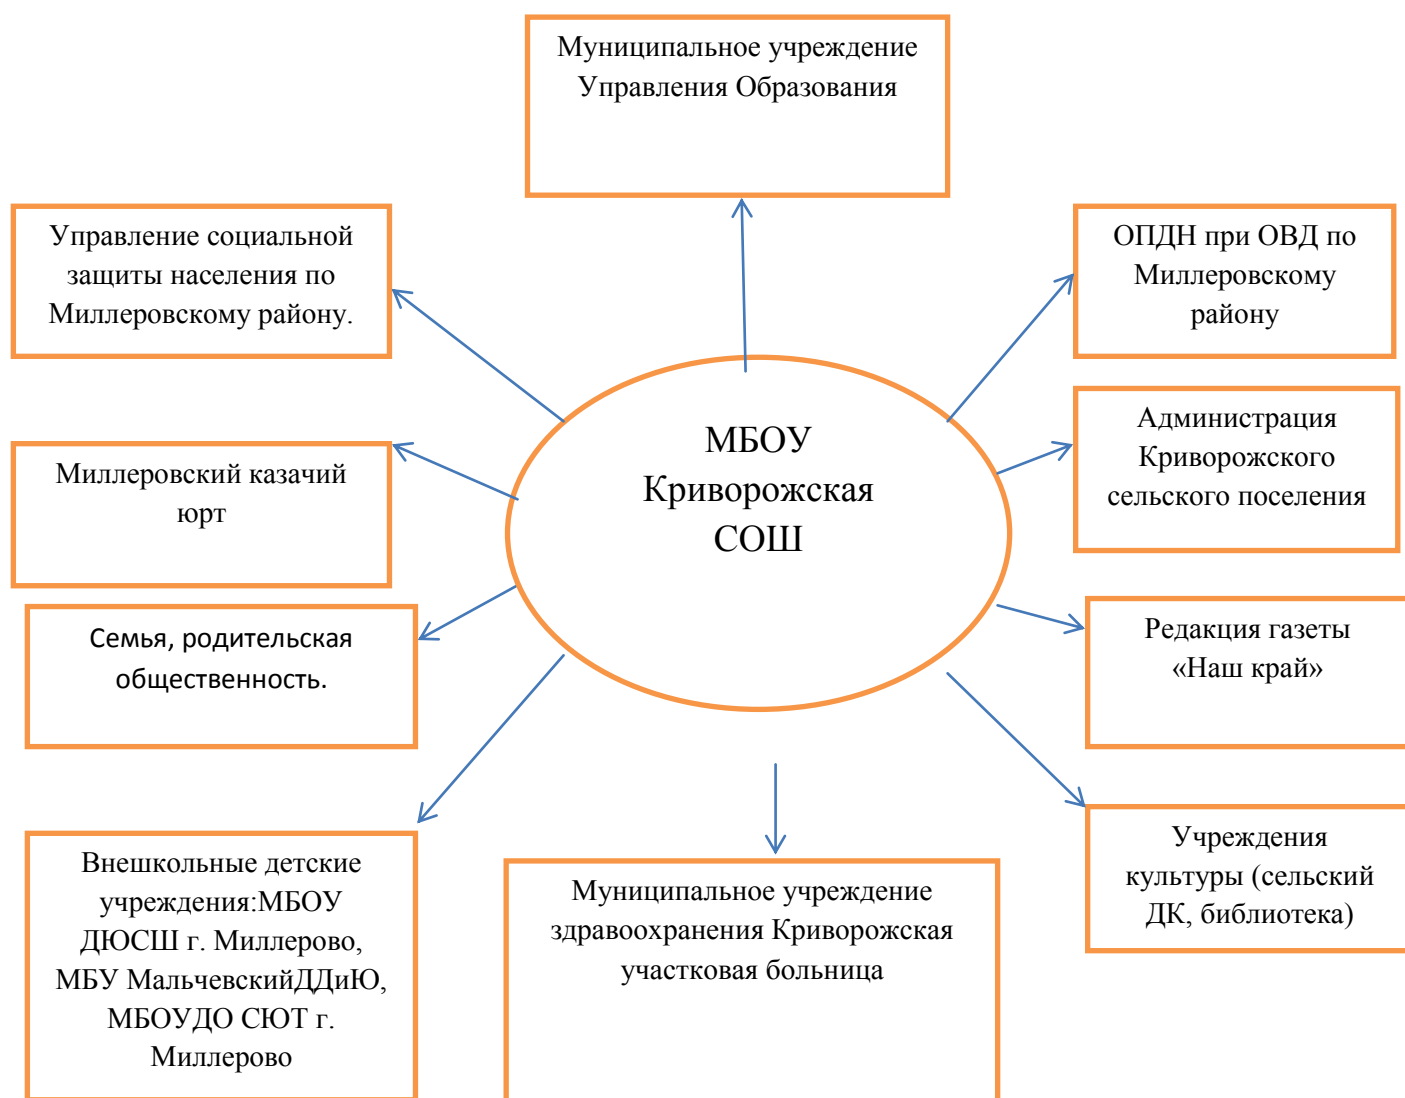 Муниципальное учреждение
Управления Образования
Управление социальной
защиты населения по
Миллеровскому району.
ОПДН при ОВД по
Миллеровскому
району
МБОУ
Криворожская
СОШ
Администрация
Криворожского
сельского поселения
Миллеровский казачий
юрт
Семья, родительская
общественность.
Редакция газеты
«Наш край»
Внешкольные детские
учреждения:МБОУ
ДЮСШ г. Миллерово,
МБУ МальчевскийДДиЮ,
МБОУДО СЮТ г.
Миллерово
Муниципальное учреждение
здравоохранения Криворожская
участковая больница
Учреждения
культуры (сельский
ДК, библиотека)